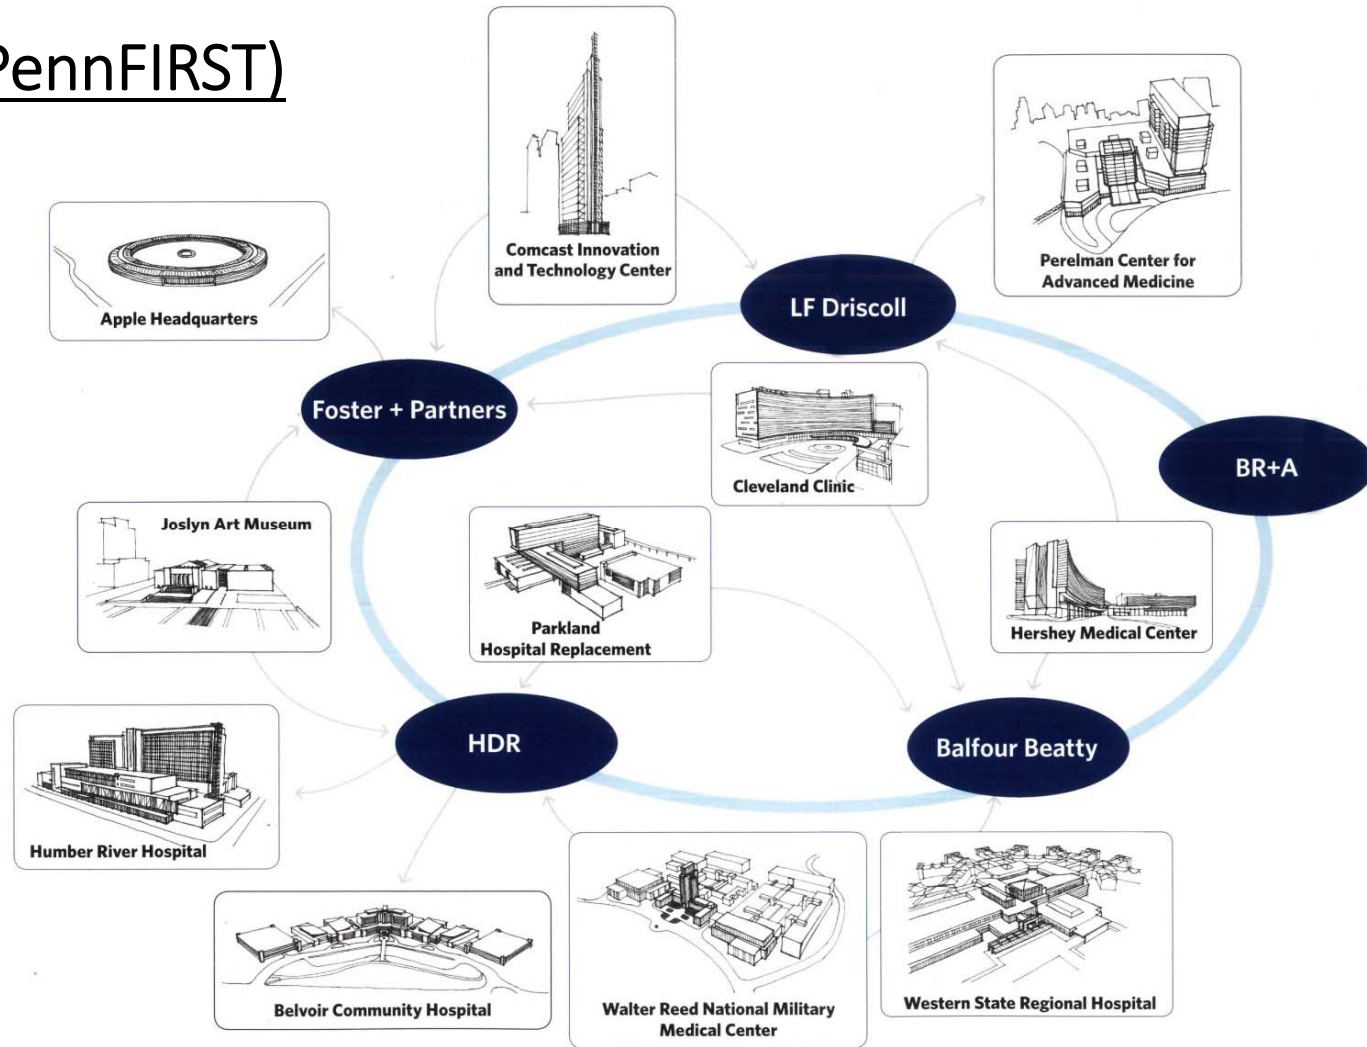 PennFIRST)
Comcast Innovation
and Technology Center
Perelman Center for
Advanced Medicine
Apple Headquarters
LF Driscoll
Foster + Partners
BR+A
Cleveland Clinic
Joslyn Art Museum
Parkland
Hospital Replacement
Hershey Medical Center
HDR
Balfour Beatty
Humber River Hospital
Belvoir Community Hospital
Walter Reed National Military
Medical Center
Western State Regional Hospital